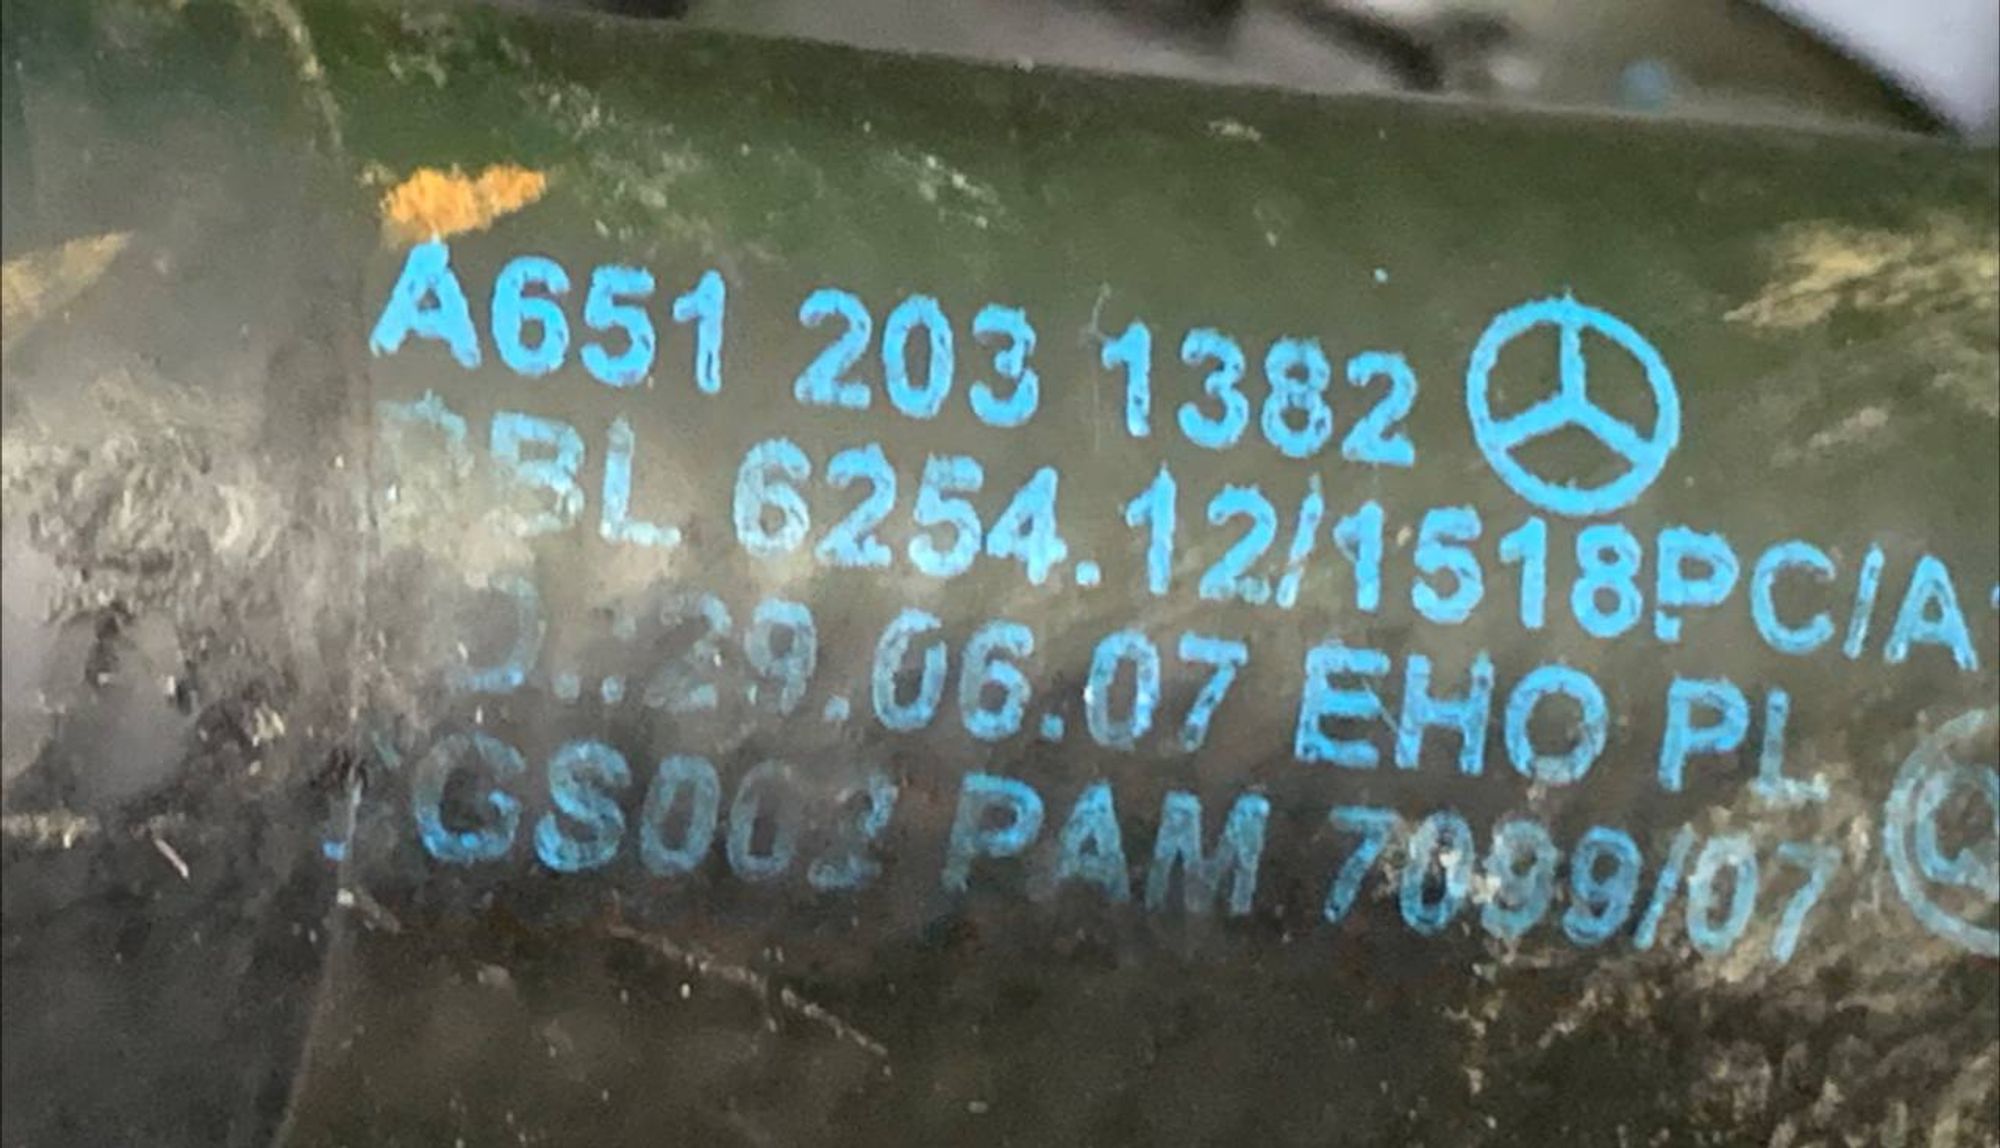 A651 203 1382
DBL 6254.12/1518PC/A
D..:29.06.07 EHO PL
GS002 PAM 7099/07